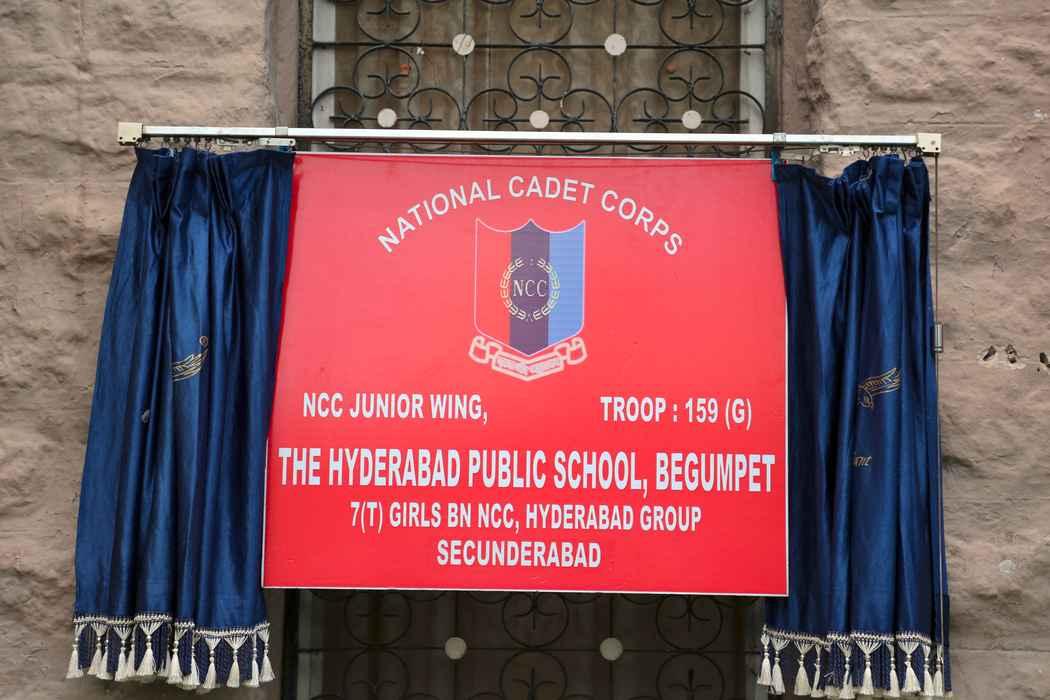 NATIONAL CADET CORPS
NCC
NCC JUNIOR WING, TROOP : 159 (G)
THE HYDERABAD PUBLIC SCHOOL, BEGUMPET
7(T) GIRLS BN NCC, HYDERABAD GROUP
SECUNDERABAD